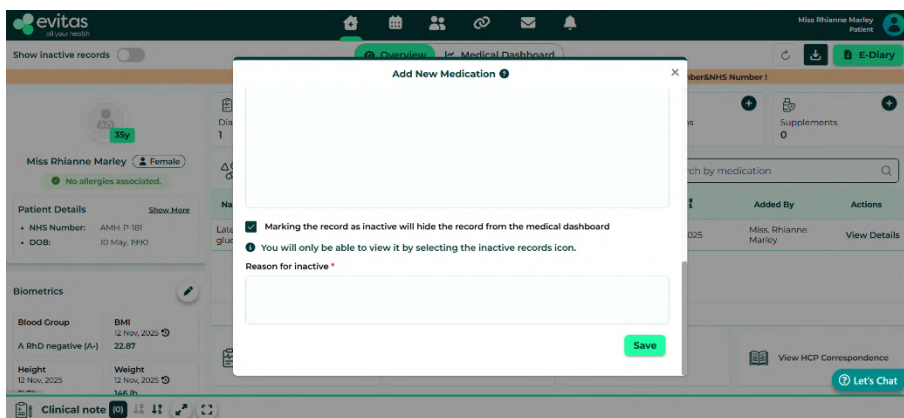 evitas
all your health
Miss Rhianne Marley
Patient
Show inactive records
Overview
Medical Dashboard
E-Diary
Add New Medication
mber&NHS Number !
35y
Dia
1
ns
Supplements
0
Miss Rhianne Marley
Female
No allergies associated.
rch by medication
Patient Details
Show More
NHS Number:
AMH-P-181
DOB:
10 May, 1990
Na
Added By
Actions
Late
gluc
025
Miss. Rhianne
Marley
View Details
Marking the record as inactive will hide the record from the medical dashboard
You will only be able to view it by selecting the inactive records icon.
Reason for inactive *
Biometrics
Blood Group
BMI
12 Nov, 2025
A RhD negative (A-)
22.87
Save
View HCP Correspondence
Height
Weight
12 Nov, 2025
12 Nov, 2025
146 lb
Let's Chat
Clinical note
(0)